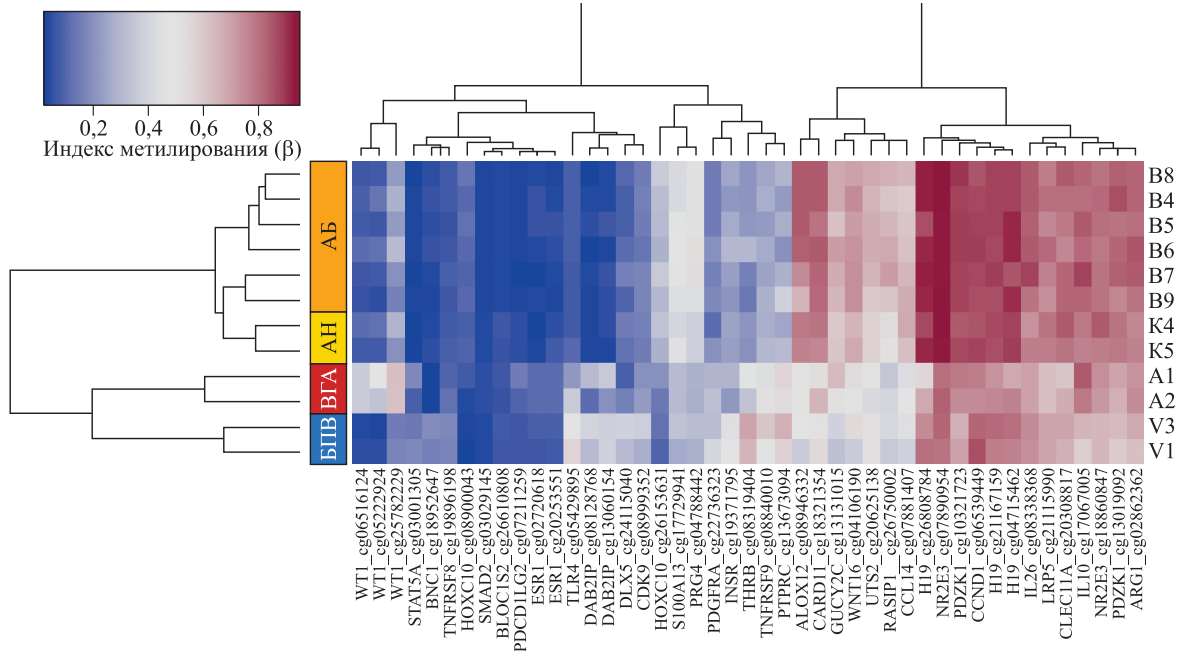 0,2 0,4 0,6 0,8
Индекс метилирования (β)
АБ
АН
ВГА
БПВ
B8
B4
B5
B6
B7
B9
K4
K5
A1
A2
V3
V1
WT1_cg06516124
WT1_cg05222924
WT1_cg25782229
STAT5A_cg03001305
BNC1_cg18952647
TNFRSF8_cg19896198
HOXC10_cg08900043
SMAD2_cg03029145
BLOC1S2_cg26610808
PDCD1LG2_cg07211259
ESR1_cg02720618
ESR1_cg20253551
TLR4_cg05429895
DAB2IP_cg08128768
DAB2IP_cg13060154
DLX5_cg24115040
CDK9_cg08999352
HOXC10_cg26153631
S100A13_cg17729941
PRG4_cg04788442
PDGFRA_cg22736323
INSR_cg19371795
THRB_cg08319404
TNFRSF9_cg08840010
PTPRC_cg13673094
ALOX12_cg08946332
CARD11_cg18321354
GUCY2C_cg13131015
WNT16_cg04106190
UTS2_cg20625138
RASIP1__cg26750002
CCL14_cg07881407
H19_cg26808784
NR2E3_cg07890954
PDZK1_cg10321723
CCND1_cg06539449
H19_cg21167159
H19_cg04715462
IL26_cg08338368
LRP5_cg21115990
CLEC11A_cg20308817
IL10_cg17067005
NR2E3_cg18860847
PDZK1_cg13019092
ARG1_cg02862362